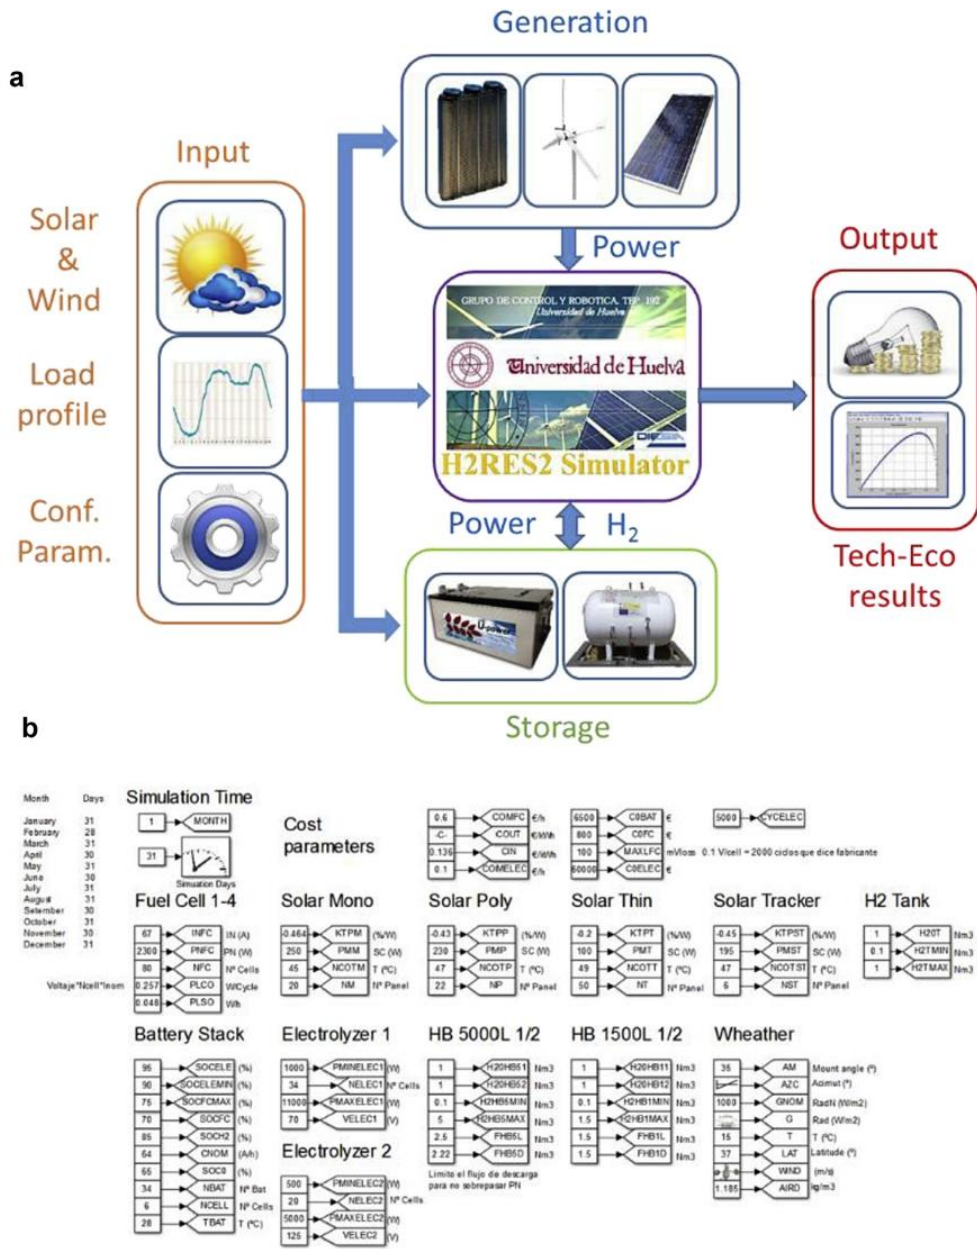 a
Generation
Input
Solar
&
Wind
Load
profile
Conf.
Param.
Power
Output
GRUPO DE CONTROL Y ROBOTICA, TEP 192
Universidad de Huelva
Universidad de Huelva
H2RES2 Simulator
Power H2
Tech-Eco
results
U-power
Storage
b
Month Days
January 31
February 28
March 31
April 30
May 31
June 30
July 31
August 31
Setember 30
October 31
November 30
December 31
Simulation Time
1 MONTH
31
Simuation Days
Cost
parameters
0.6 COMFC €/h
-C- COUT €/kWh
0.136 CIN €/kWh
0.1 COMELEC €/h
6500 C0BAT €
800 C0FC €
100 MAXLFC mVloss 0.1 V/cell = 2000 ciclos que dice fabricante
60000 C0ELEC €
5000 CYCELEC
Fuel Cell 1-4
67 INFC IN (A)
2300 PNFC PN (W)
80 NFC Nº Cells
Voltaje*Ncell*Inom 0.257 PLCO W/Cycle
0.048 PLSO Wh
Solar Mono
-0.464 KTPM (%/W)
250 PMM SC (W)
45 NCOTM T (ºC)
20 NM Nº Panel
Solar Poly
-0.43 KTPP (%/W)
230 PMP SC (W)
47 NCOTP T (ºC)
22 NP Nº Panel
Solar Thin
-0.2 KTPT (%/W)
100 PMT SC (W)
49 NCOTT T (ºC)
50 NT Nº Panel
Solar Tracker
-0.45 KTPST (%/W)
195 PMST SC (W)
47 NCOTST T (ºC)
6 NST Nº Panel
H2 Tank
1 H20T Nm3
0.1 H2TMIN Nm3
1 H2TMAX Nm3
Battery Stack
95 SOCELE (%)
90 SOCELEMIN (%)
75 SOCFCMAX (%)
70 SOCFC (%)
85 SOCH2 (%)
64 CNOM (A/h)
65 SOC0 (%)
34 NBAT Nº Bat
6 NCELL Nº Cells
28 TBAT T (ºC)
Electrolyzer 1
1000 PMINELEC1 (W)
34 NELEC1 Nº Cells
11000 PMAXELEC1 (W)
70 VELEC1 (V)
Electrolyzer 2
500 PMINELEC2 (W)
20 NELEC2 Nº Cells
5000 PMAXELEC2 (W)
125 VELEC2 (V)
HB 5000L 1/2
1 H20HB51 Nm3
1 H20HB52 Nm3
0.1 H2HB5MIN Nm3
5 H2HB5MAX Nm3
2.5 FHB5L Nm3
2.22 FHB5D Nm3
Limito el flujo de descarga
para no sobrepasar PN
HB 1500L 1/2
1 H20HB11 Nm3
1 H20HB12 Nm3
0.1 H2HB1MIN Nm3
1.5 H2HB1MAX Nm3
1.5 FHB1L Nm3
1.5 FHB1D Nm3
Wheather
35 AM Mount angle (º)
AZC Acimut (º)
1000 GNOM RadN (W/m2)
G Rad (W/m2)
15 T T (ºC)
37 LAT Latitude (º)
WIND (m/s)
1.185 AIRD kg/m3